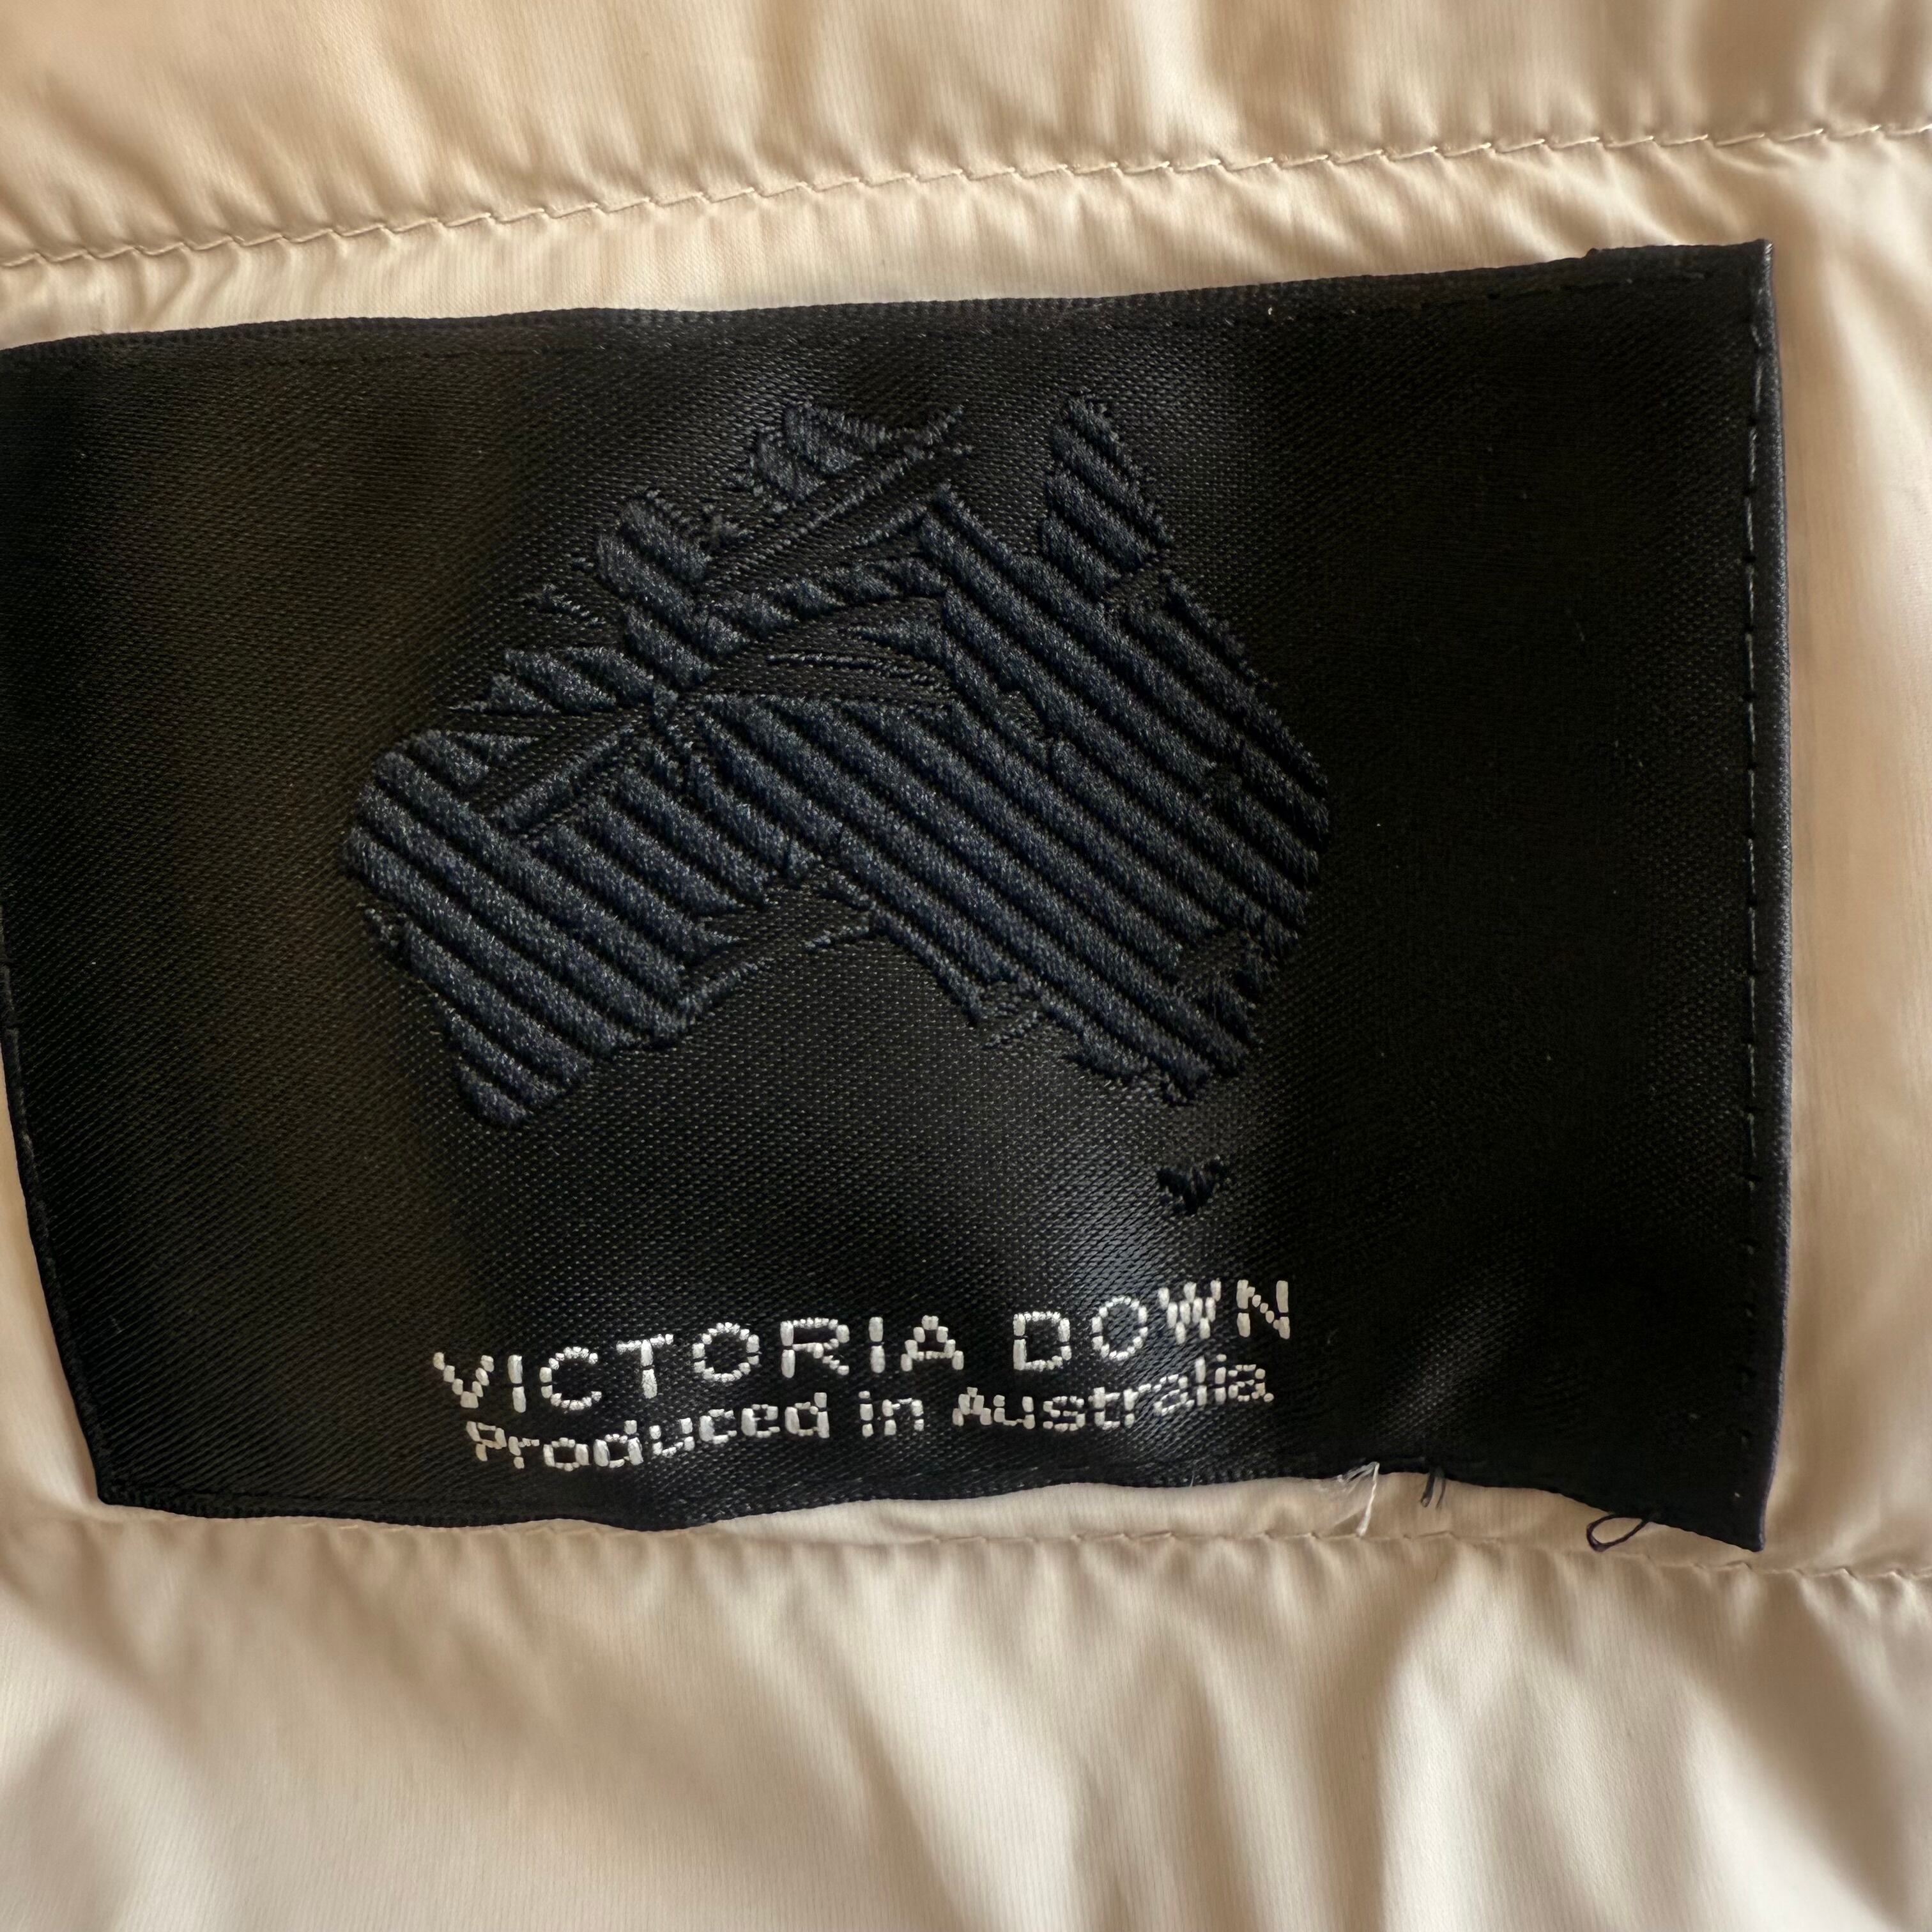 VICTORIA DOWN
Produced in Australia